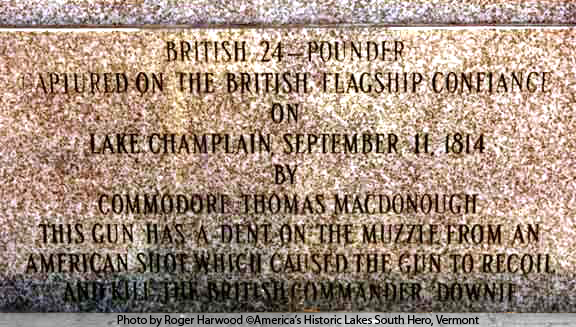 BRITISH 24-POUNDER
CAPTURED ON THE BRITISH FLAGSHIP CONFIANCE
ON
LAKE CHAMPLAIN SEPTEMBER 11, 1814
BY
COMMODORE THOMAS MACDONOUGH
THIS GUN HAS A DENT ON THE MUZZLE FROM AN
AMERICAN SHOT WHICH CAUSED THE GUN TO RECOIL
AND KILL THE BRITISH COMMANDER DOWNIE
Photo by Roger Harwood ©America's Historic Lakes South Hero, Vermont